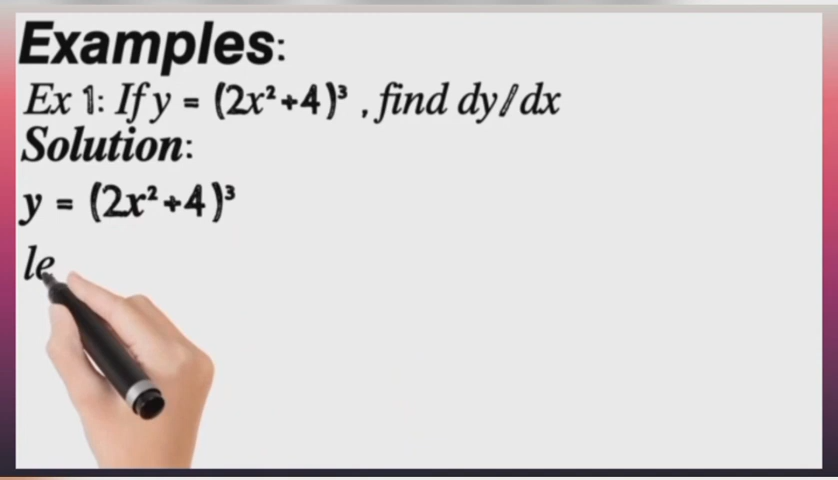 Examples:
Ex 1: If y = (2x²+4)³ , find dy/dx
Solution:
y = (2x²+4)³
le